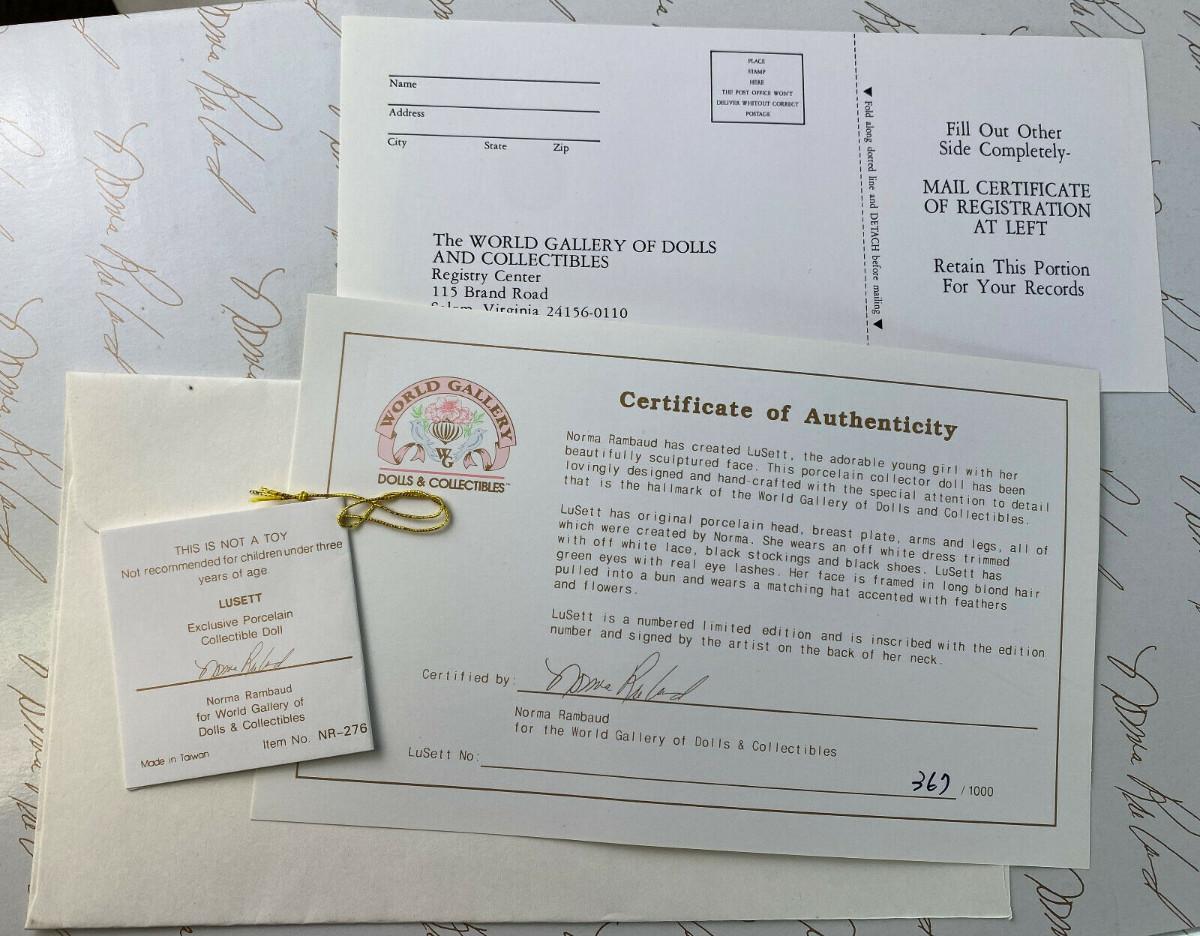 Name
Address
City State Zip
PLACE
STAMP
HERE
THE POST OFFICE WON'T
DELIVER WHITOUT CORRECT
POSTAGE
The WORLD GALLERY OF DOLLS
AND COLLECTIBLES
Registry Center
115 Brand Road
Salem, Virginia 24156-0110
▼ Fold along dotted line and DETACH before mailing ▼
Fill Out Other
Side Completely-
MAIL CERTIFICATE
OF REGISTRATION
AT LEFT
Retain This Portion
For Your Records
WORLD GALLERY
WG
DOLLS & COLLECTIBLES™
Certificate of Authenticity
Norma Rambaud has created LuSett, the adorable young girl with her
beautifully sculptured face. This porcelain collector doll has been
lovingly designed and hand-crafted with the special attention to detail
that is the hallmark of the World Gallery of Dolls and Collectibles.
LuSett has original porcelain head, breast plate, arms and legs, all of
which were created by Norma. She wears an off white dress trimmed
with off white lace, black stockings and black shoes. LuSett has
green eyes with real eye lashes. Her face is framed in long blond hair
pulled into a bun and wears a matching hat accented with feathers
and flowers.
LuSett is a numbered limited edition and is inscribed with the edition
number and signed by the artist on the back of her neck.
Certified by: Norma Rambaud
Norma Rambaud
for the World Gallery of Dolls & Collectibles
LuSett No: 367 / 1000
THIS IS NOT A TOY
Not recommended for children under three
years of age
LUSETT
Exclusive Porcelain
Collectible Doll
Norma Rambaud
Norma Rambaud
for World Gallery of
Dolls & Collectibles
Made in Taiwan Item No. NR-276